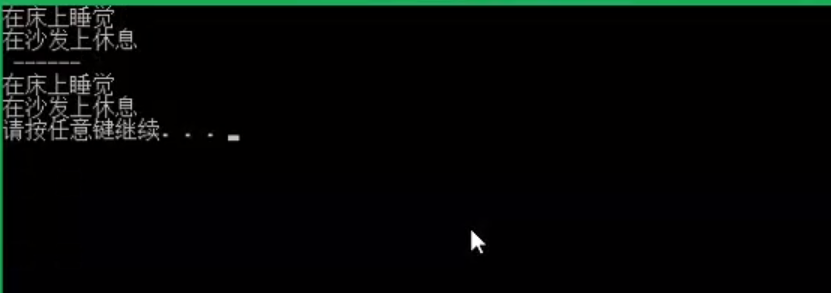 在床上睡觉
在沙发上休息
------
在床上睡觉
在沙发上休息
请按任意键继续. . .